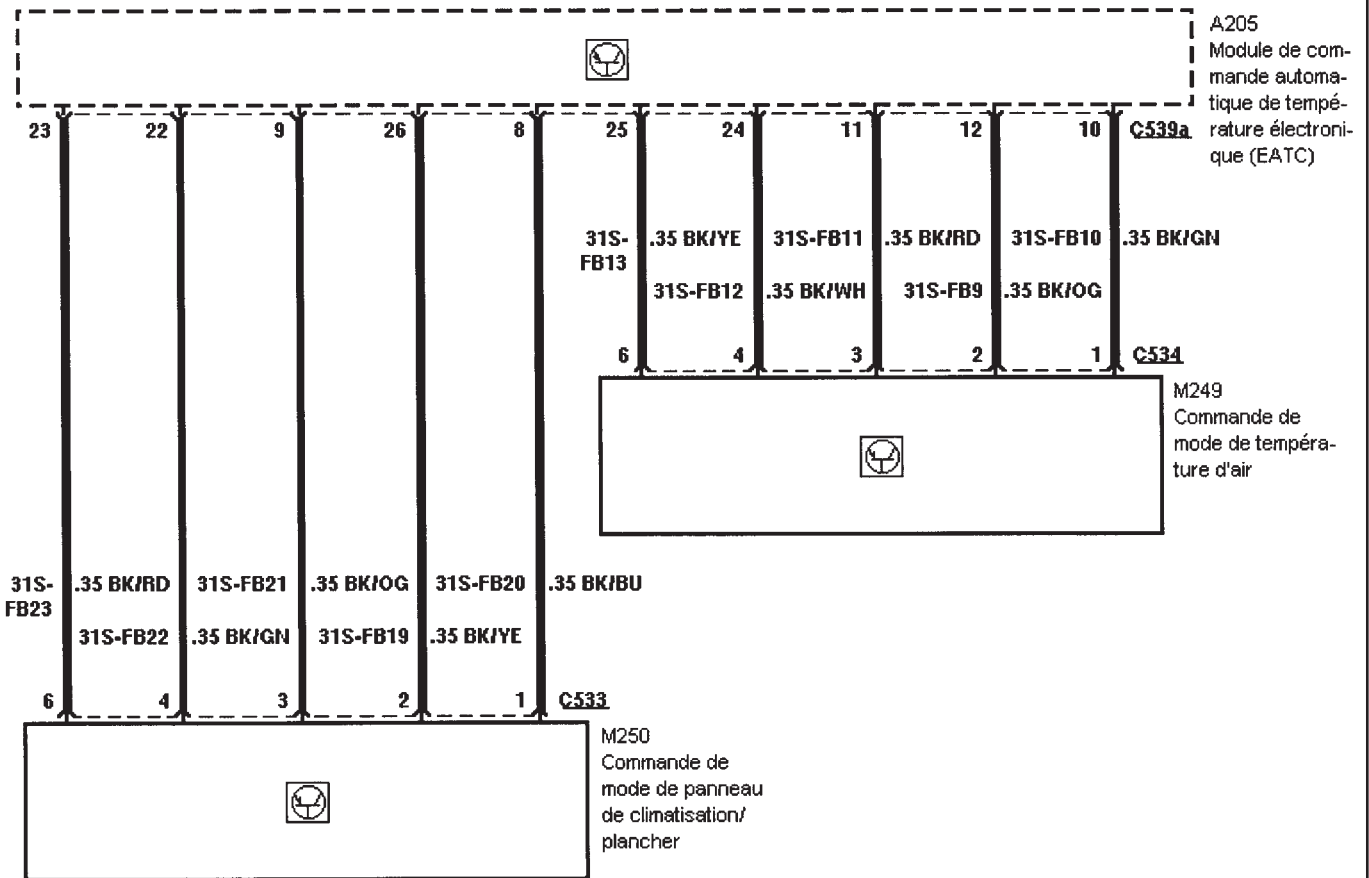 A205
Module de com-
mande automa-
tique de tempé-
rature électroni-
que (EATC)
23 22 9 26 8 25 24 11 12 10 C539a
31S- .35 BK/YE 31S-FB11 .35 BK/RD 31S-FB10 .35 BK/GN
FB13
31S-FB12 .35 BK/WH 31S-FB9 .35 BK/OG
6 4 3 2 1 C534
M249
Commande de
mode de tempéra-
ture d'air
31S- .35 BK/RD 31S-FB21 .35 BK/OG 31S-FB20 .35 BK/BU
FB23
31S-FB22 .35 BK/GN 31S-FB19 .35 BK/YE
6 4 3 2 1 C533
M250
Commande de
mode de panneau
de climatisation/
plancher